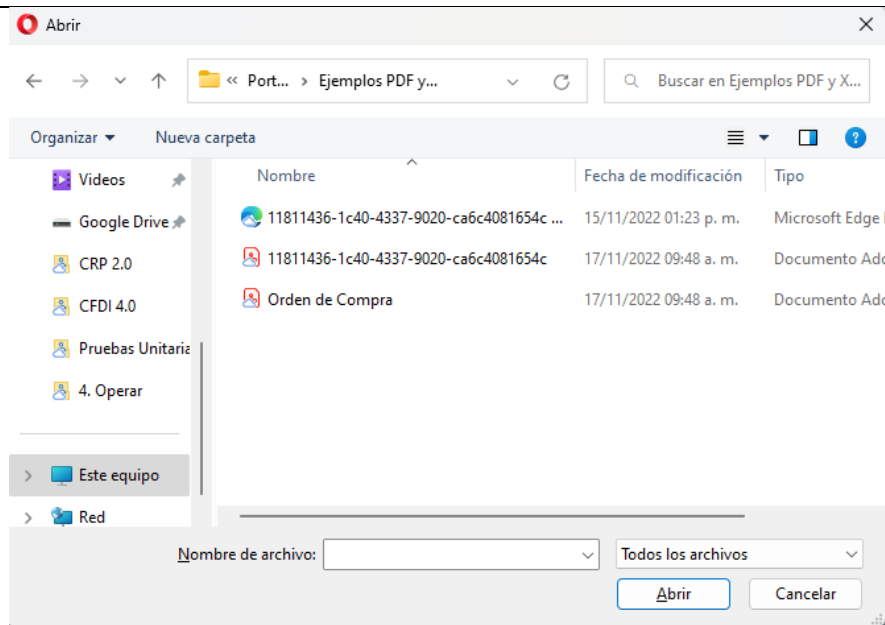 Abrir
« Port... › Ejemplos PDF y...
Buscar en Ejemplos PDF y X...
Organizar
Nueva carpeta
Nombre
Fecha de modificación
Tipo
Videos
Google Drive
CRP 2.0
CFDI 4.0
Pruebas Unitaria
4. Operar
Este equipo
Red
11811436-1c40-4337-9020-ca6c4081654c ... 15/11/2022 01:23 p. m. Microsoft Edge
11811436-1c40-4337-9020-ca6c4081654c 17/11/2022 09:48 a. m. Documento Ado
Orden de Compra 17/11/2022 09:48 a. m. Documento Ado
Nombre de archivo:
Todos los archivos
Abrir
Cancelar